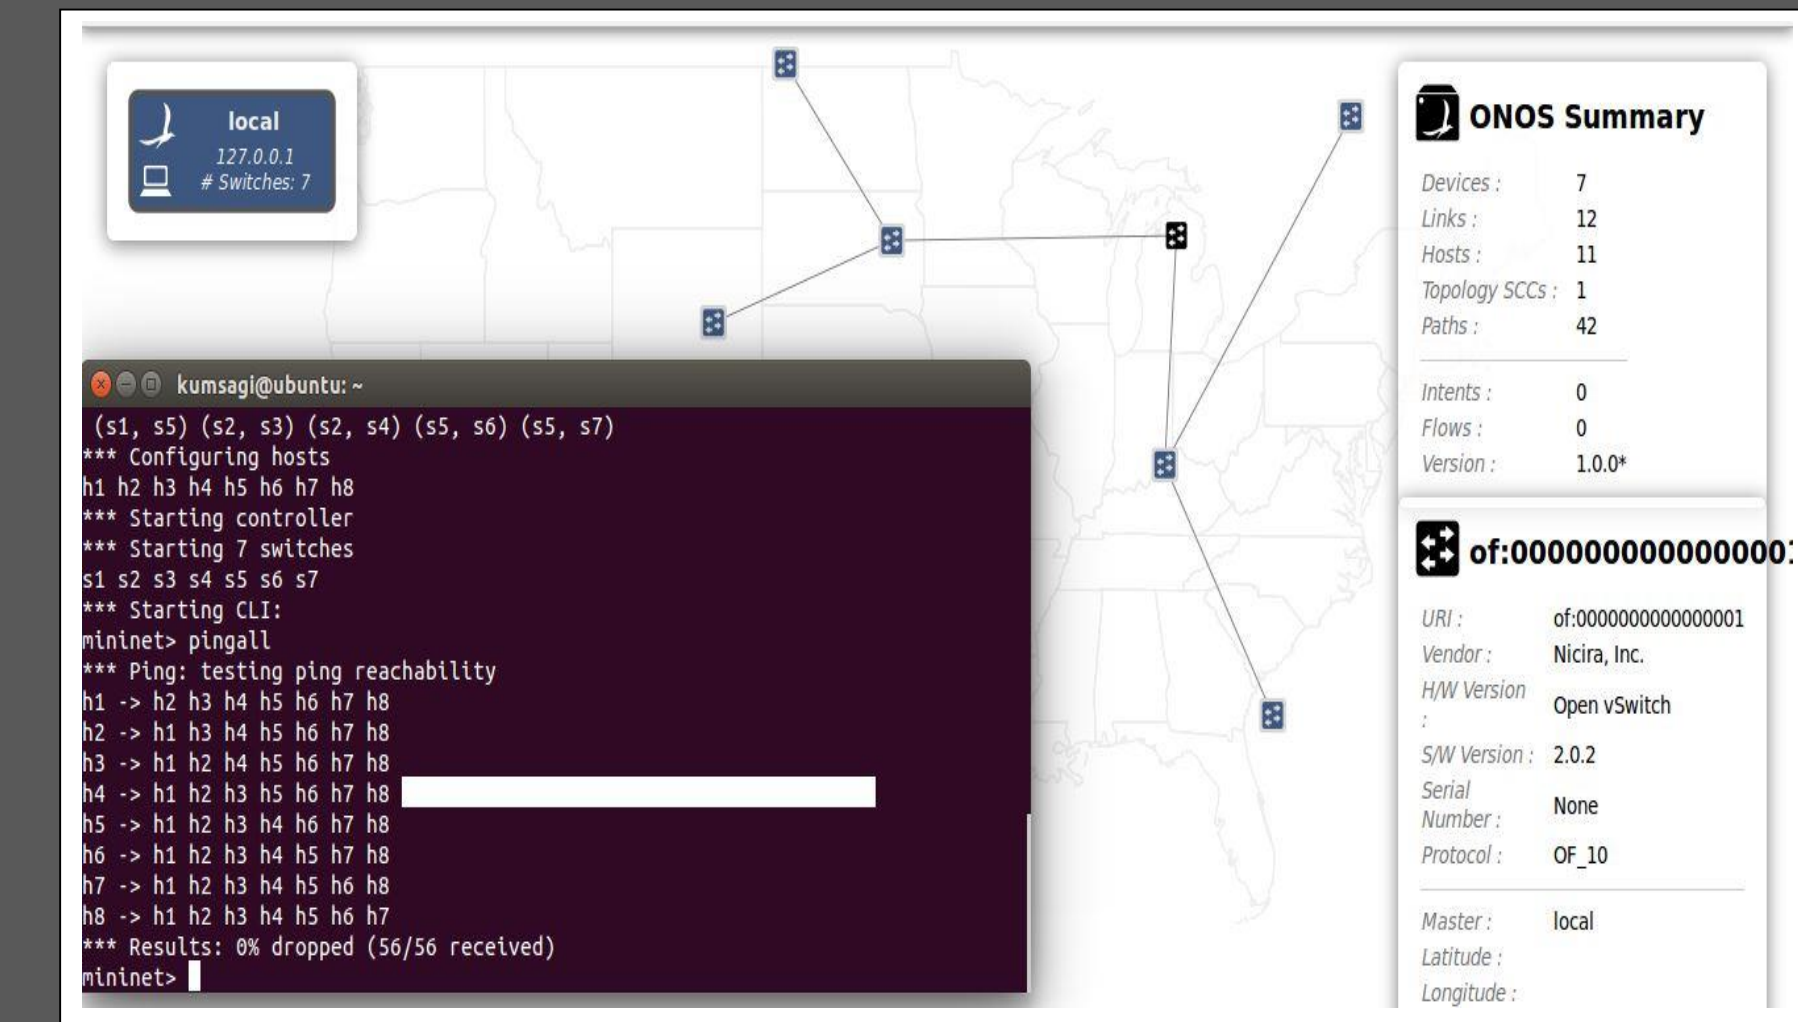 local
127.0.0.1
# Switches: 7
ONOS Summary
Devices : 7
Links : 12
Hosts : 11
Topology SCCs : 1
Paths : 42
Intents : 0
Flows : 0
Version : 1.0.0*
kumsagi@ubuntu: ~
(s1, s5) (s2, s3) (s2, s4) (s5, s6) (s5, s7)
*** Configuring hosts
h1 h2 h3 h4 h5 h6 h7 h8
*** Starting controller
*** Starting 7 switches
s1 s2 s3 s4 s5 s6 s7
*** Starting CLI:
mininet> pingall
*** Ping: testing ping reachability
h1 -> h2 h3 h4 h5 h6 h7 h8
h2 -> h1 h3 h4 h5 h6 h7 h8
h3 -> h1 h2 h4 h5 h6 h7 h8
h4 -> h1 h2 h3 h5 h6 h7 h8
h5 -> h1 h2 h3 h4 h6 h7 h8
h6 -> h1 h2 h3 h4 h5 h7 h8
h7 -> h1 h2 h3 h4 h5 h6 h8
h8 -> h1 h2 h3 h4 h5 h6 h7
*** Results: 0% dropped (56/56 received)
mininet>
of:0000000000000001
URI : of:0000000000000001
Vendor : Nicira, Inc.
H/W Version
: Open vSwitch
S/W Version : 2.0.2
Serial
Number : None
Protocol : OF_10
Master : local
Latitude :
Longitude :